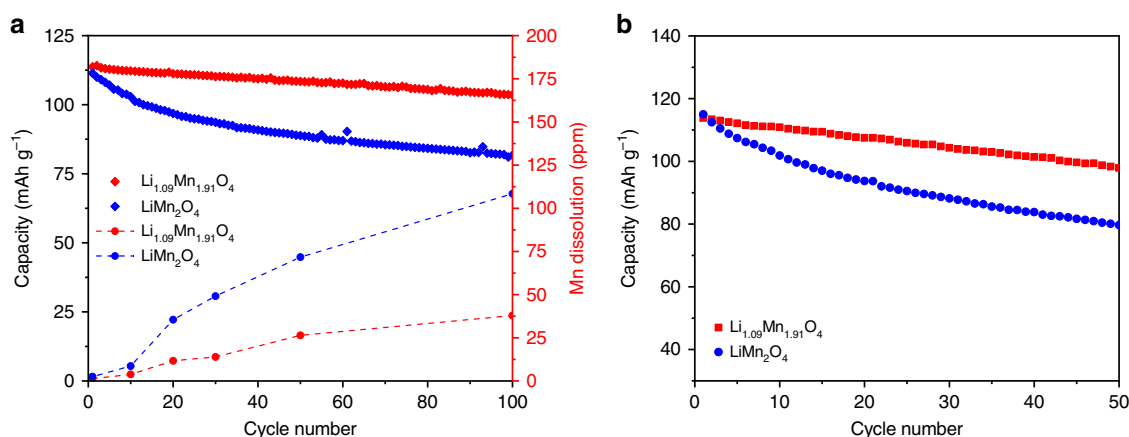 a
125
100
75
50
25
0
Capacity (mAh g⁻¹)
200
175
150
125
100
75
50
25
0
Mn dissolution (ppm)
Li₁.₀₉Mn₁.₉₁O₄
LiMn₂O₄
Li₁.₀₉Mn₁.₉₁O₄
LiMn₂O₄
0 20 40 60 80 100
Cycle number
b
140
120
100
80
60
40
Capacity (mAh g⁻¹)
Li₁.₀₉Mn₁.₉₁O₄
LiMn₂O₄
0 10 20 30 40 50
Cycle number